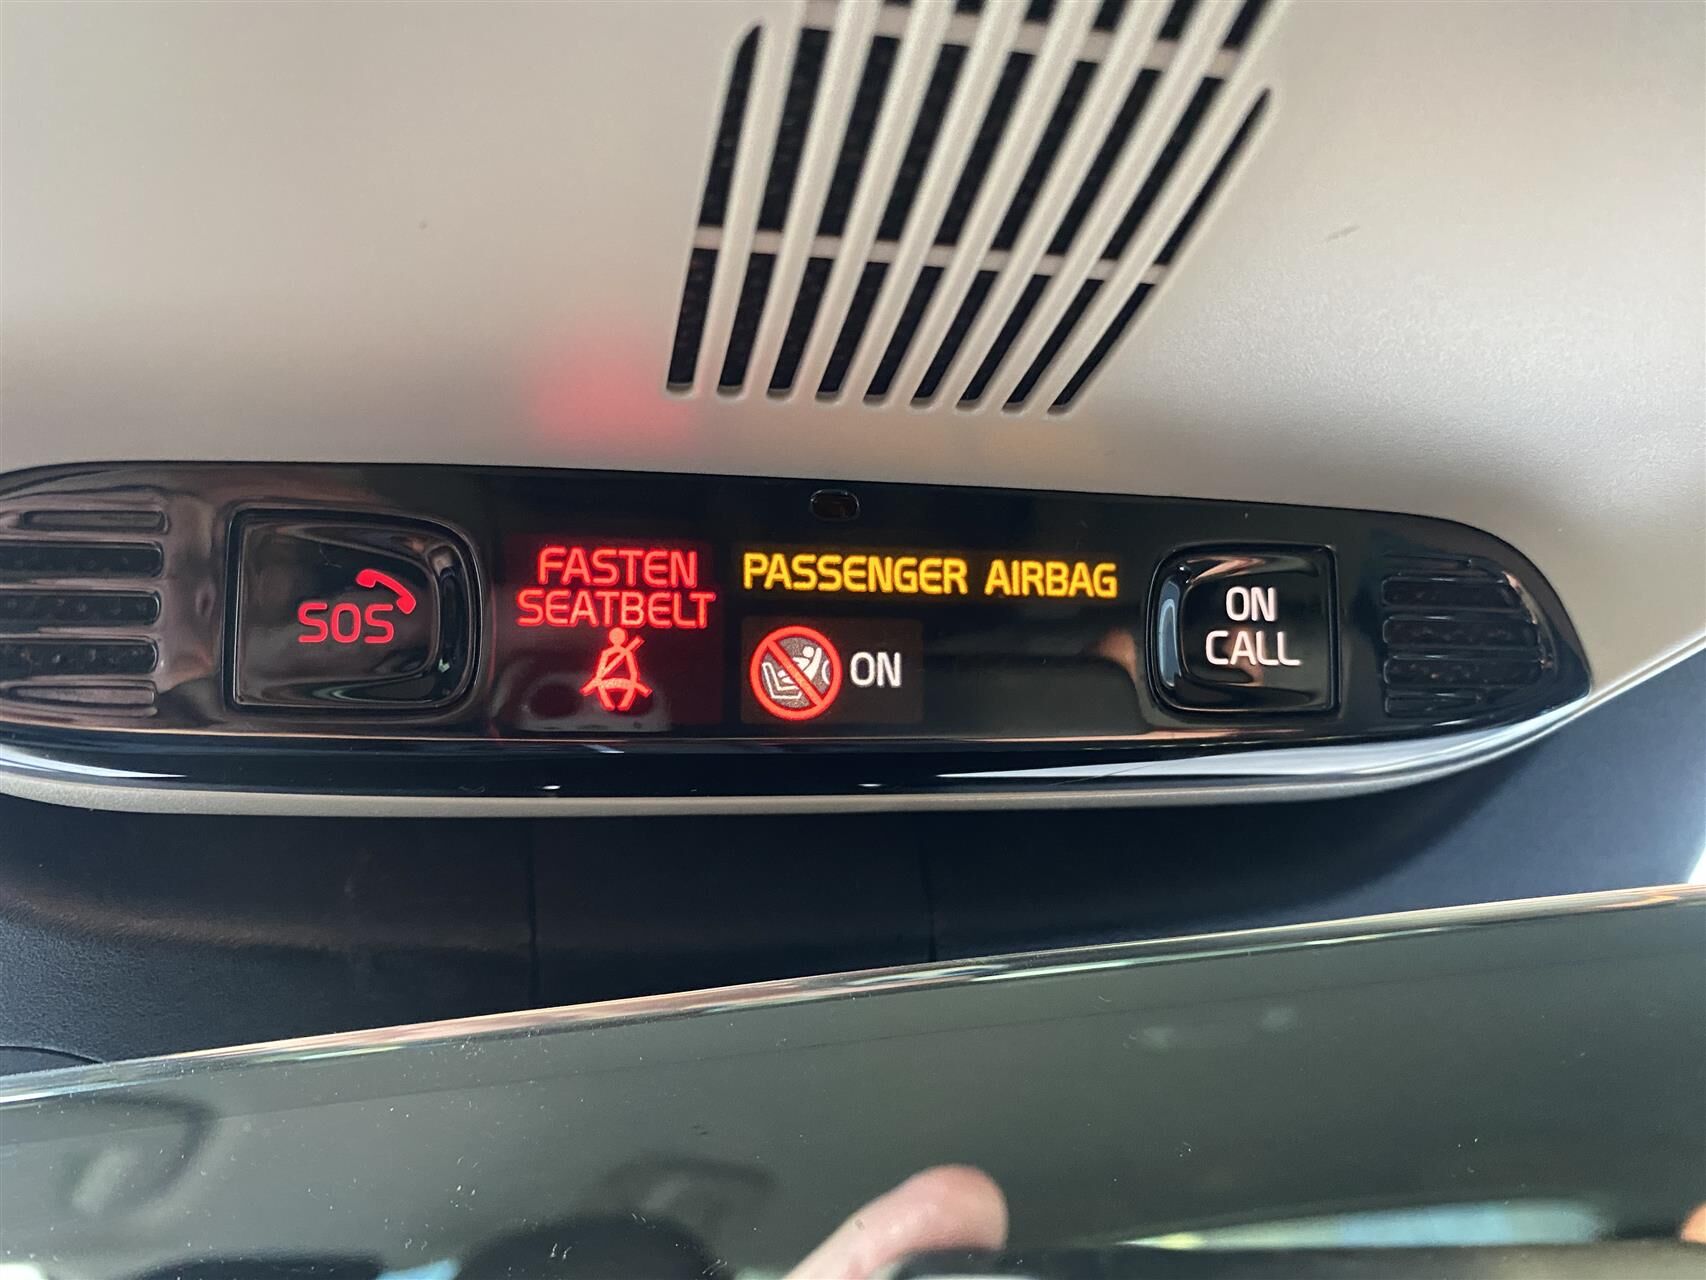 SOS
FASTEN
SEATBELT
PASSENGER AIRBAG
ON
ON
CALL